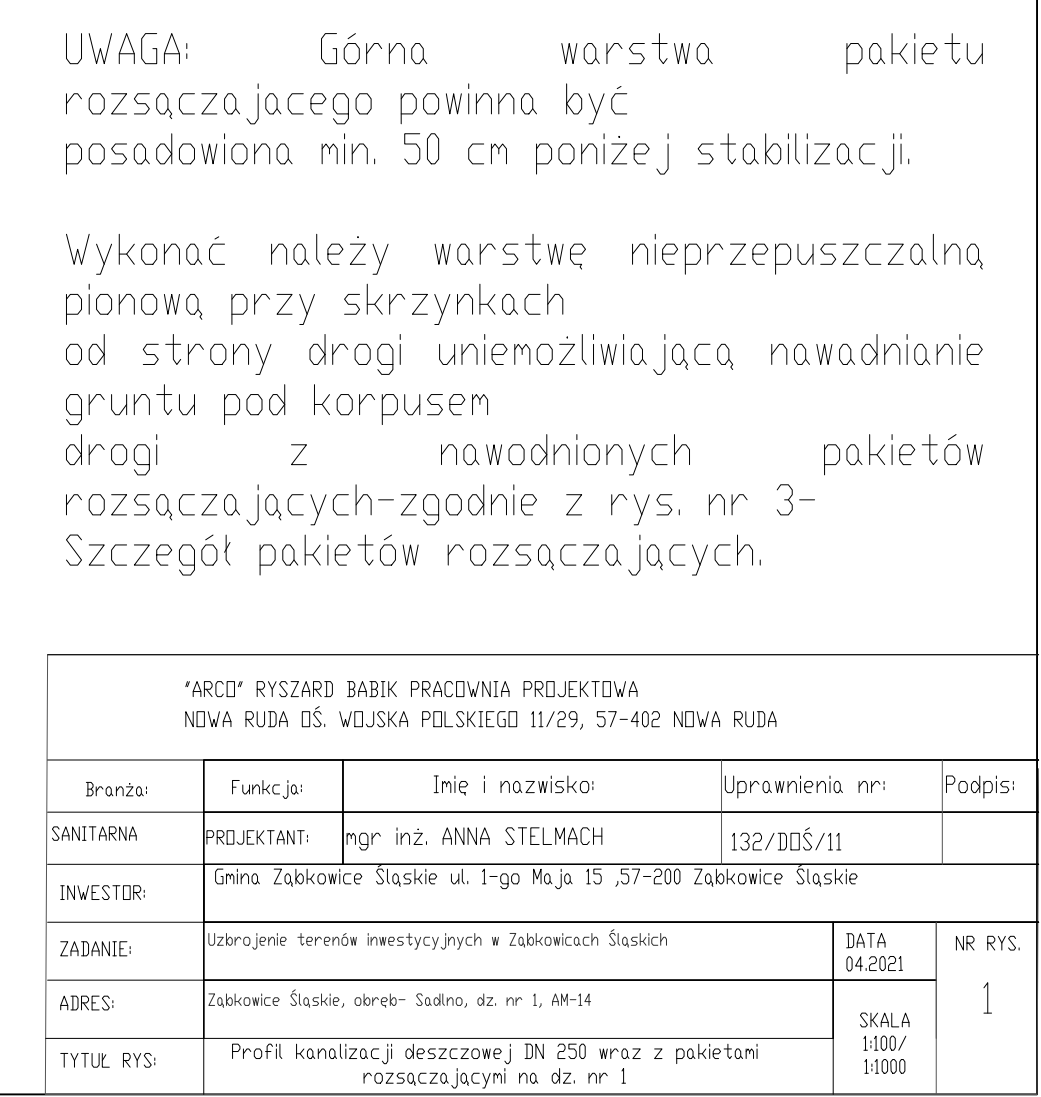 UWAGA: Górna warstwa pakietu
rozsączajacego powinna być
posadowiona min. 50 cm poniżej stabilizacji.
Wykonać należy warstwę nieprzepuszczalną
pionową przy skrzynkach
od strony drogi uniemożliwiającą nawadnianie
gruntu pod korpusem
drogi z nawodnionych pakietów
rozsączających-zgodnie z rys. nr 3-
Szczegół pakietów rozsączających.
"ARCO" RYSZARD BABIK PRACOWNIA PROJEKTOWA
NOWA RUDA OŚ. WOJSKA POLSKIEGO 11/29, 57-402 NOWA RUDA
Branża: Funkcja: Imię i nazwisko: Uprawnienia nr: Podpis:
SANITARNA PROJEKTANT: mgr inż. ANNA STELMACH 132/DOŚ/11
INWESTOR: Gmina Ząbkowice Śląskie ul. 1-go Maja 15 ,57-200 Ząbkowice Śląskie
ZADANIE: Uzbrojenie terenów inwestycyjnych w Ząbkowicach Śląskich
DATA
04.2021
NR RYS.
1
ADRES: Ząbkowice Śląskie, obręb- Sadlno, dz. nr 1, AM-14
SKALA
1:100/
1:1000
TYTUŁ RYS: Profil kanalizacji deszczowej DN 250 wraz z pakietami
rozsączającymi na dz. nr 1